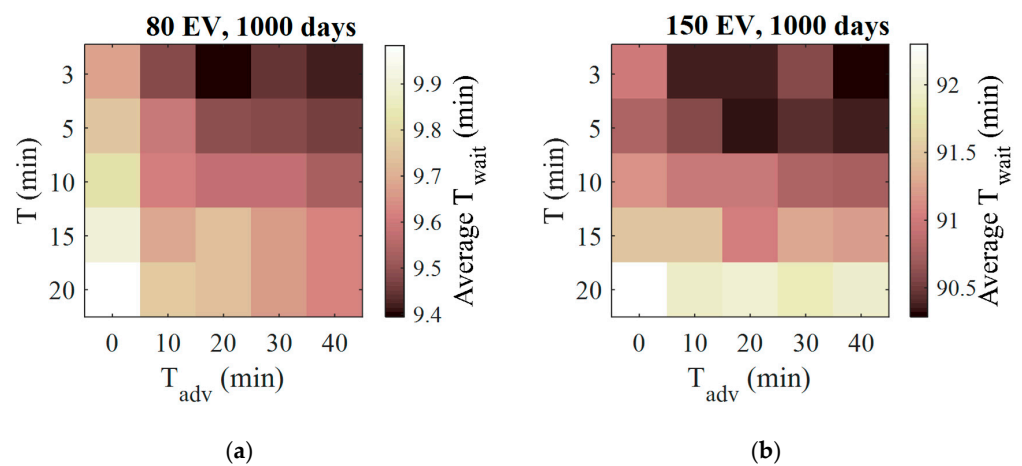 80 EV, 1000 days
T (min)
3
5
10
15
20
0 10 20 30 40
T_adv (min)
9.9
9.8
9.7
9.6
9.5
9.4
Average T_wait (min)
(a)
150 EV, 1000 days
T (min)
3
5
10
15
20
0 10 20 30 40
T_adv (min)
92
91.5
91
90.5
Average T_wait (min)
(b)